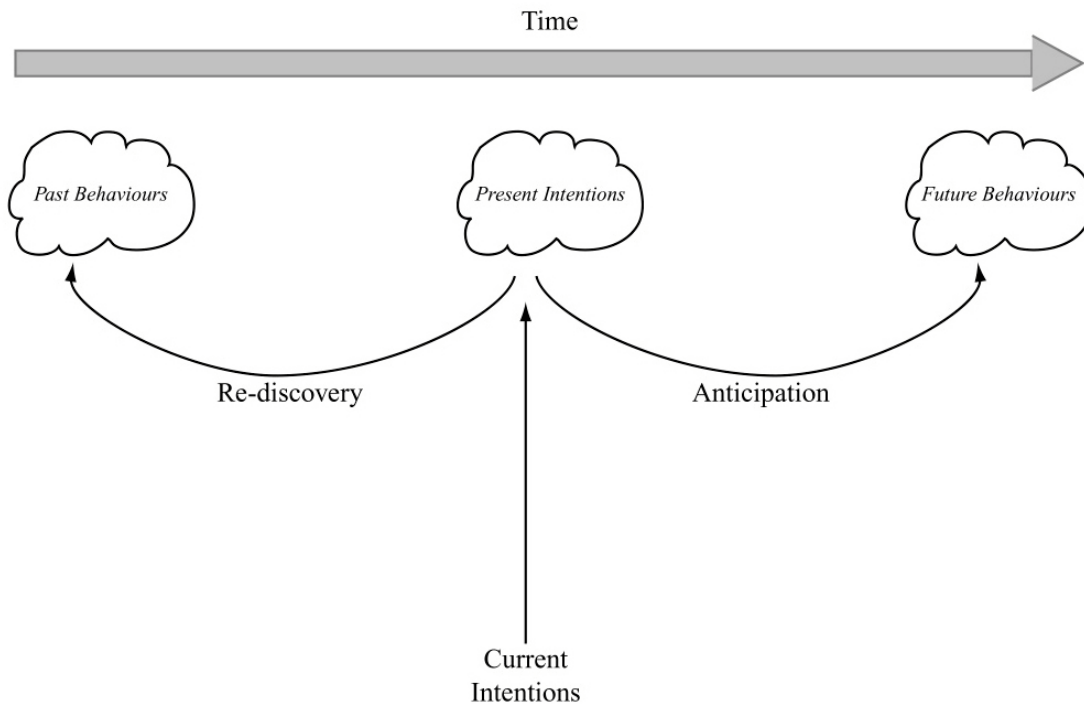 Time
Past Behaviours
Present Intentions
Future Behaviours
Re-discovery
Anticipation
Current
Intentions